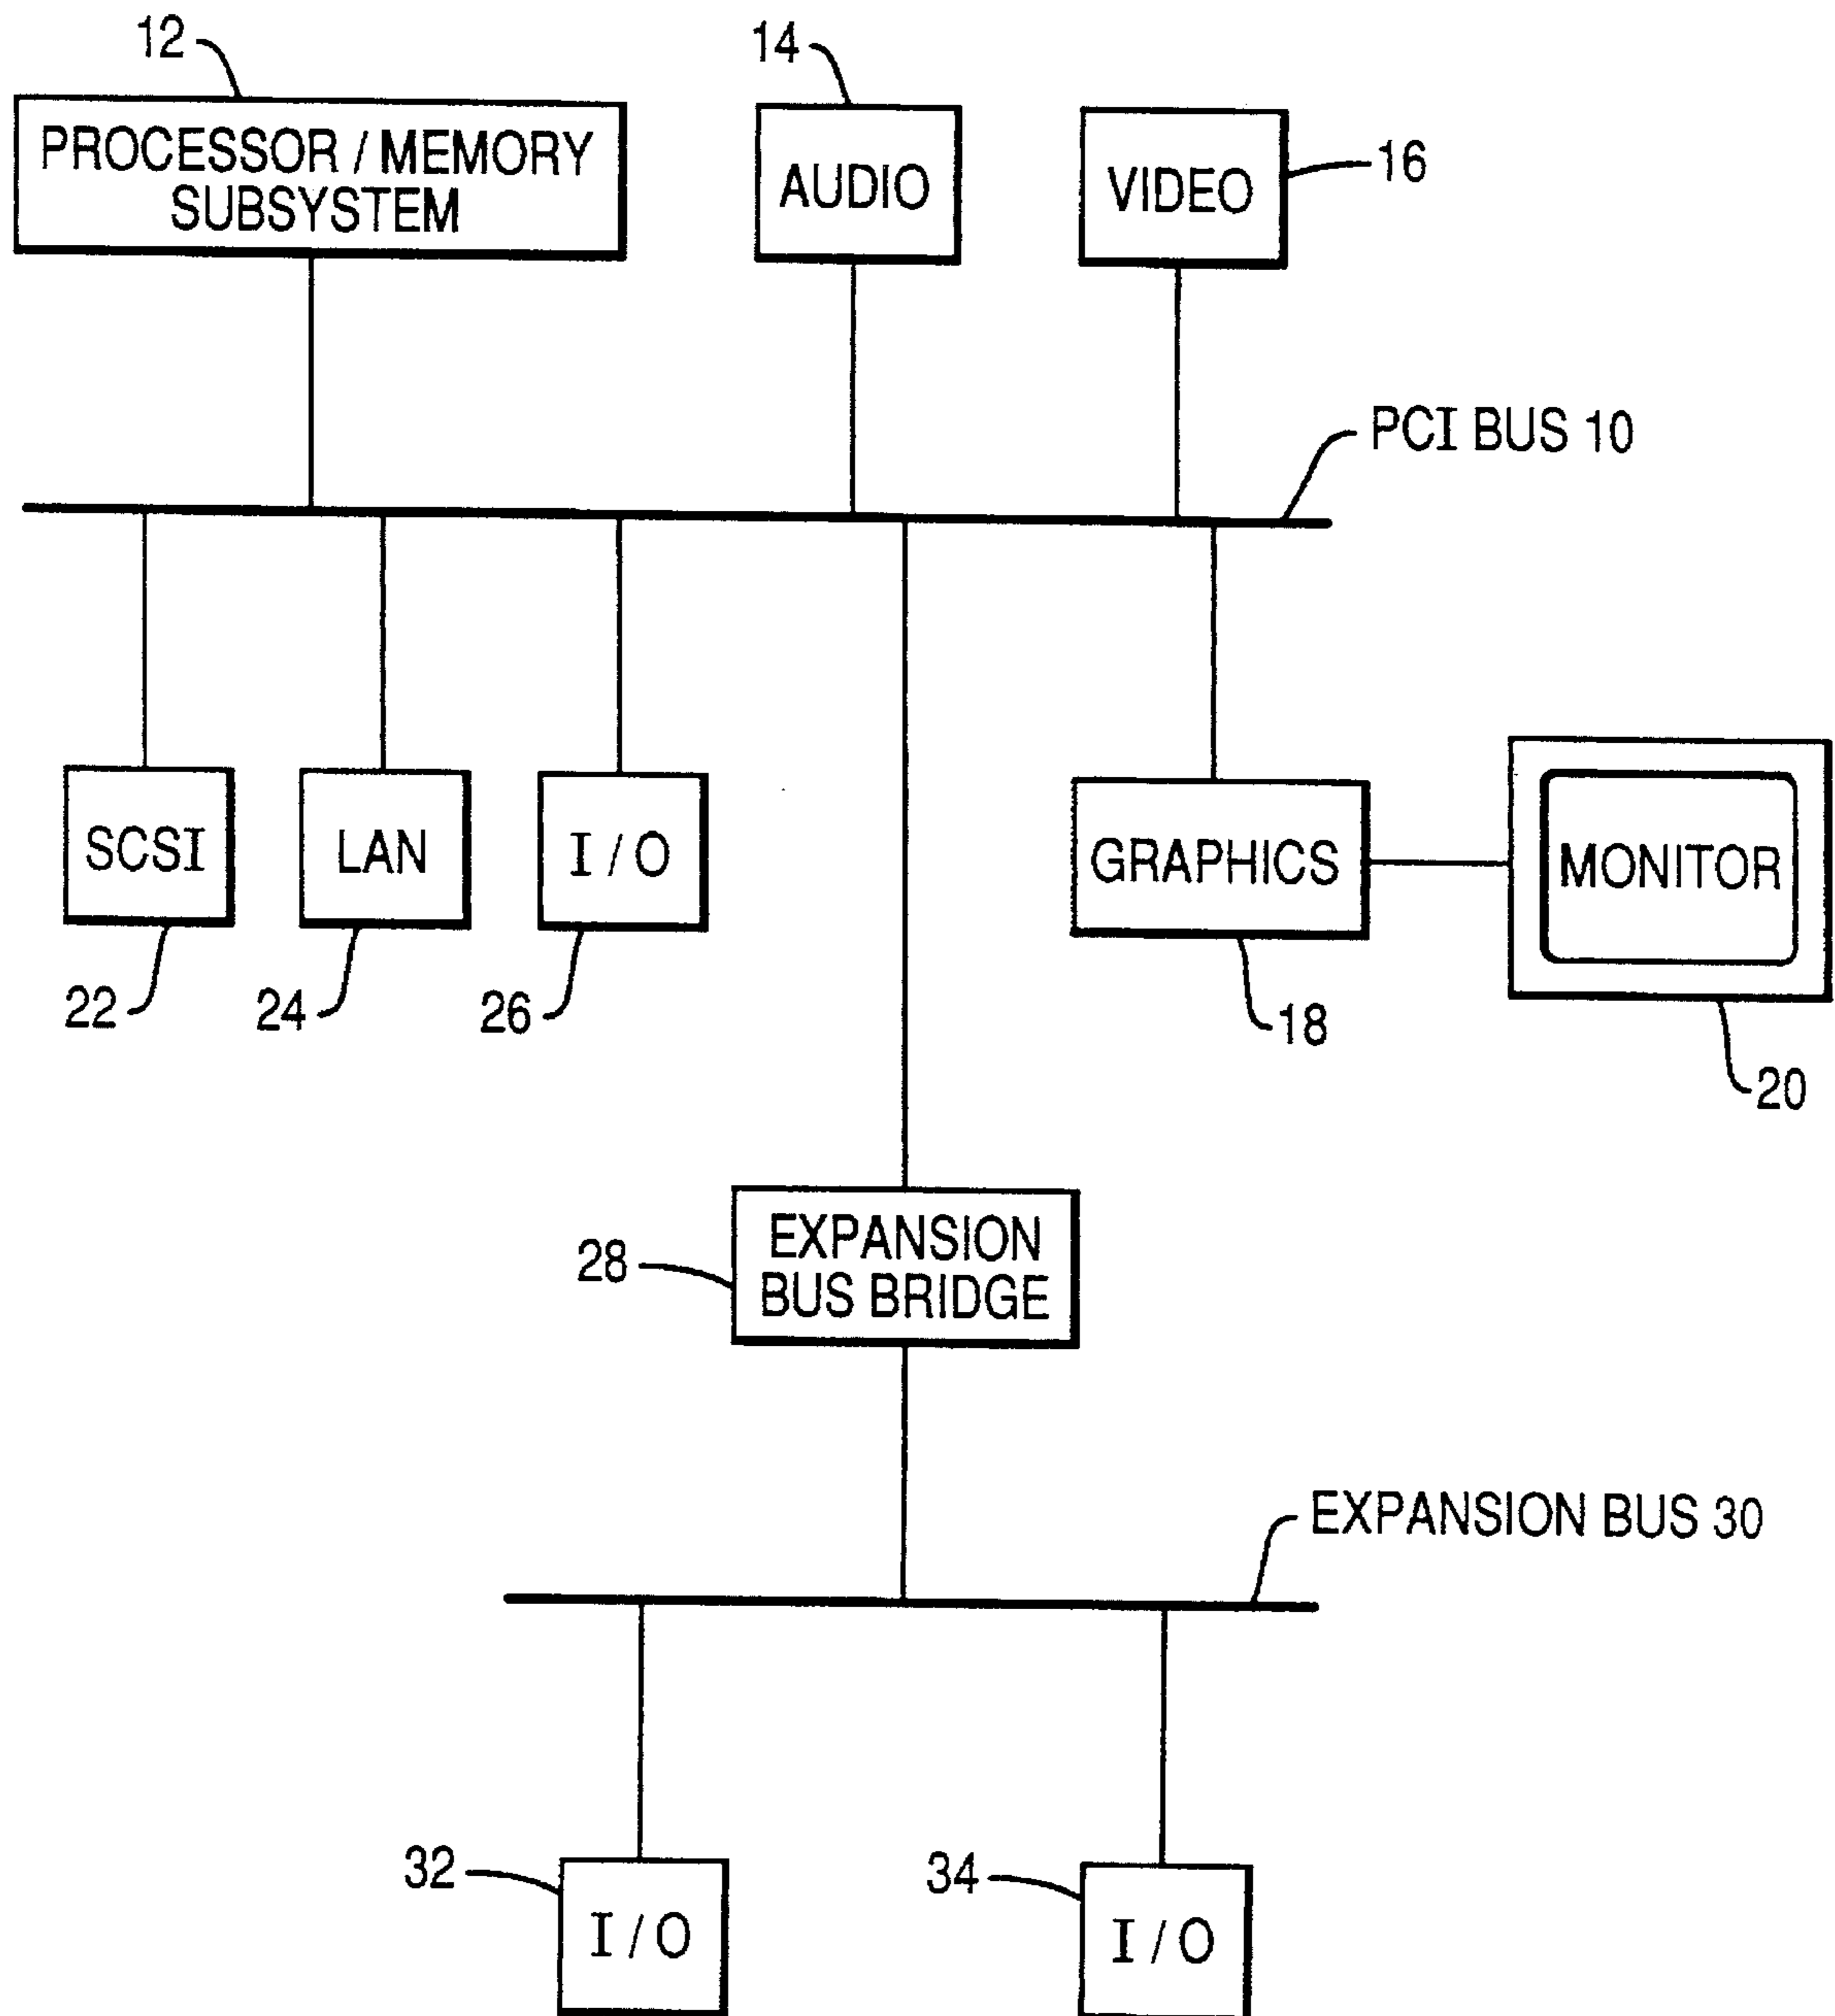 12
14
PROCESSOR / MEMORY
SUBSYSTEM
AUDIO
VIDEO
16
PCI BUS 10
SCSI
LAN
I / O
GRAPHICS
MONITOR
22
24
26
18
20
28
EXPANSION
BUS BRIDGE
EXPANSION BUS 30
32
34
I / O
I / O